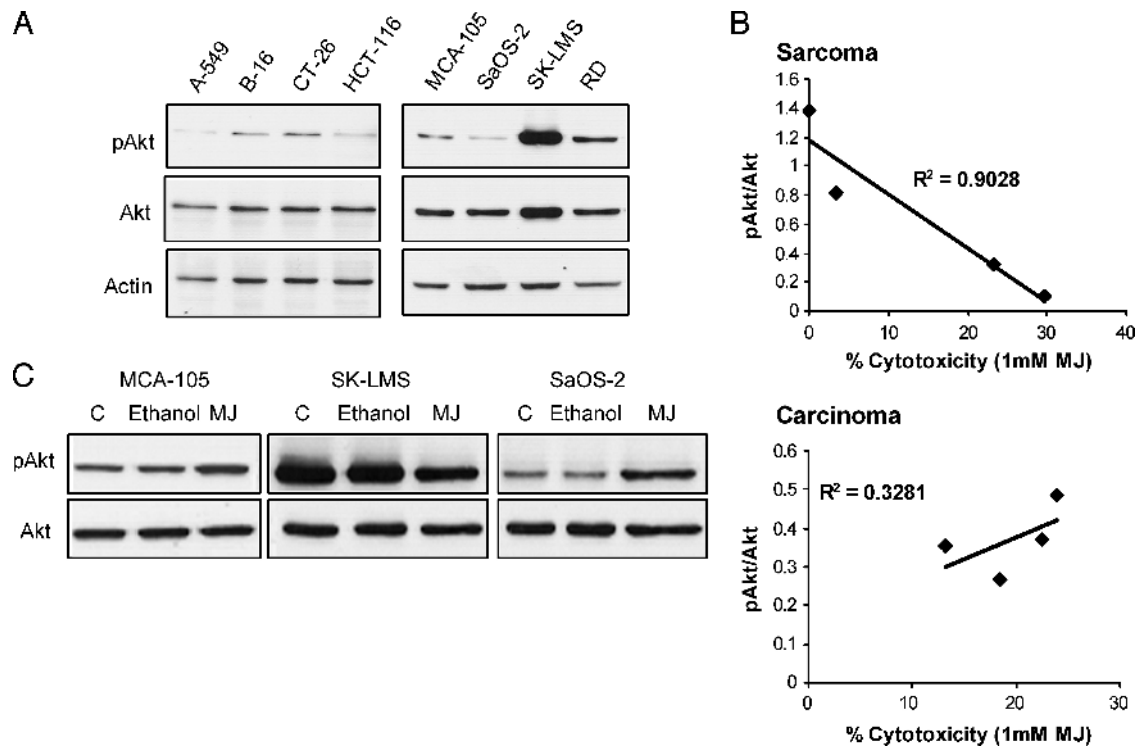 A
A-549 B-16 CT-26 HCT-116 MCA-105 SaOS-2 SK-LMS RD
pAkt
Akt
Actin
B
Sarcoma
1.6
1.4
1.2
1
0.8
0.6
0.4
0.2
0
pAkt/Akt
R² = 0.9028
0 10 20 30 40
% Cytotoxicity (1mM MJ)
C
MCA-105 SK-LMS SaOS-2
C Ethanol MJ C Ethanol MJ C Ethanol MJ
pAkt
Akt
Carcinoma
0.6
0.5
0.4
0.3
0.2
0.1
0
pAkt/Akt
R² = 0.3281
0 10 20 30
% Cytotoxicity (1mM MJ)